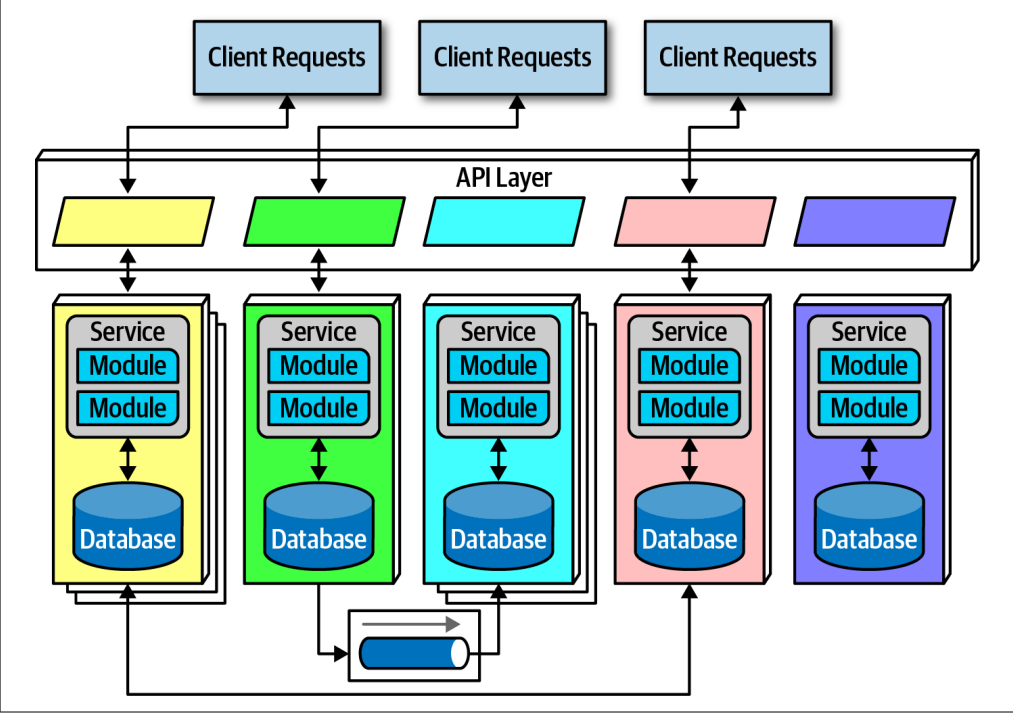 Client Requests
Client Requests
Client Requests
API Layer
Service
Module
Module
Database
Service
Module
Module
Database
Service
Module
Module
Database
Service
Module
Module
Database
Service
Module
Module
Database